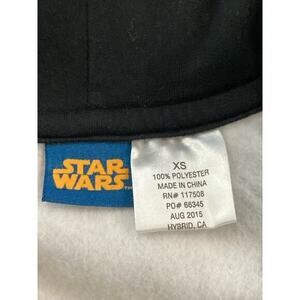 STAR
WARS
XS
100% POLYESTER
MADE IN CHINA
RN# 117508
PO# 66345
AUG 2015
HYBRID, CA